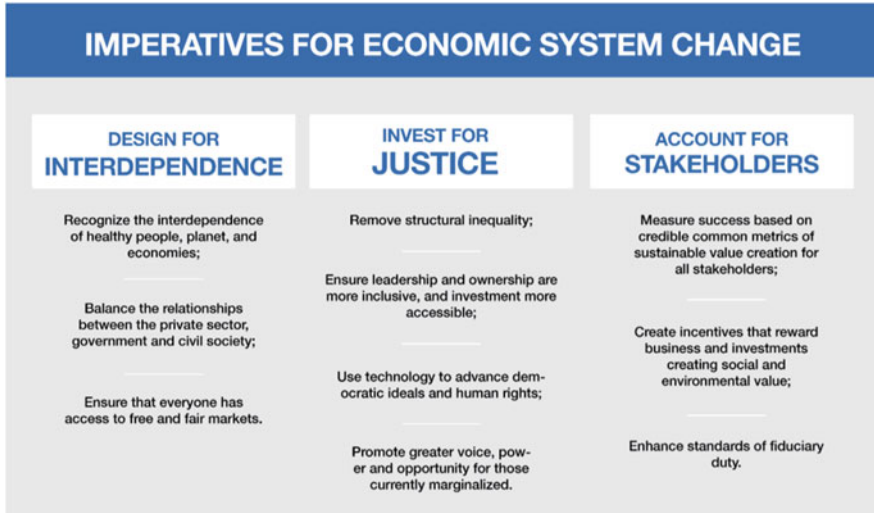 IMPERATIVES FOR ECONOMIC SYSTEM CHANGE
DESIGN FOR
INTERDEPENDENCE
Recognize the interdependence
of healthy people, planet, and
economies;
Balance the relationships
between the private sector,
government and civil society;
Ensure that everyone has
access to free and fair markets.
INVEST FOR
JUSTICE
Remove structural inequality;
Ensure leadership and ownership are
more inclusive, and investment more
accessible;
Use technology to advance dem-
ocratic ideals and human rights;
Promote greater voice, pow-
er and opportunity for those
currently marginalized.
ACCOUNT FOR
STAKEHOLDERS
Measure success based on
credible common metrics of
sustainable value creation for
all stakeholders;
Create incentives that reward
business and investments
creating social and
environmental value;
Enhance standards of fiduciary
duty.